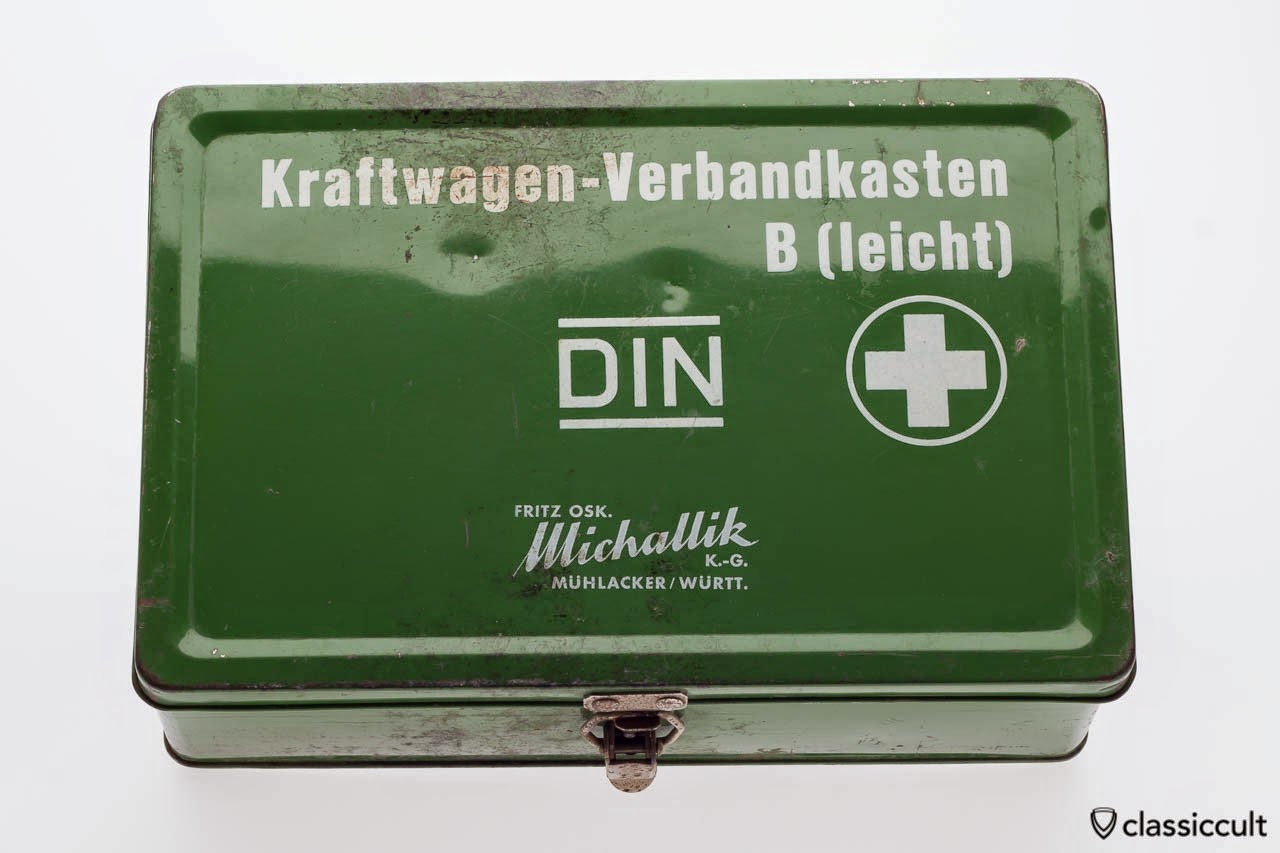 Kraftwagen-Verbandkasten
B (leicht)
DIN
FRITZ OSK.
Michallik
K.-G.
MÜHLACKER/WÜRTT.
classiccult